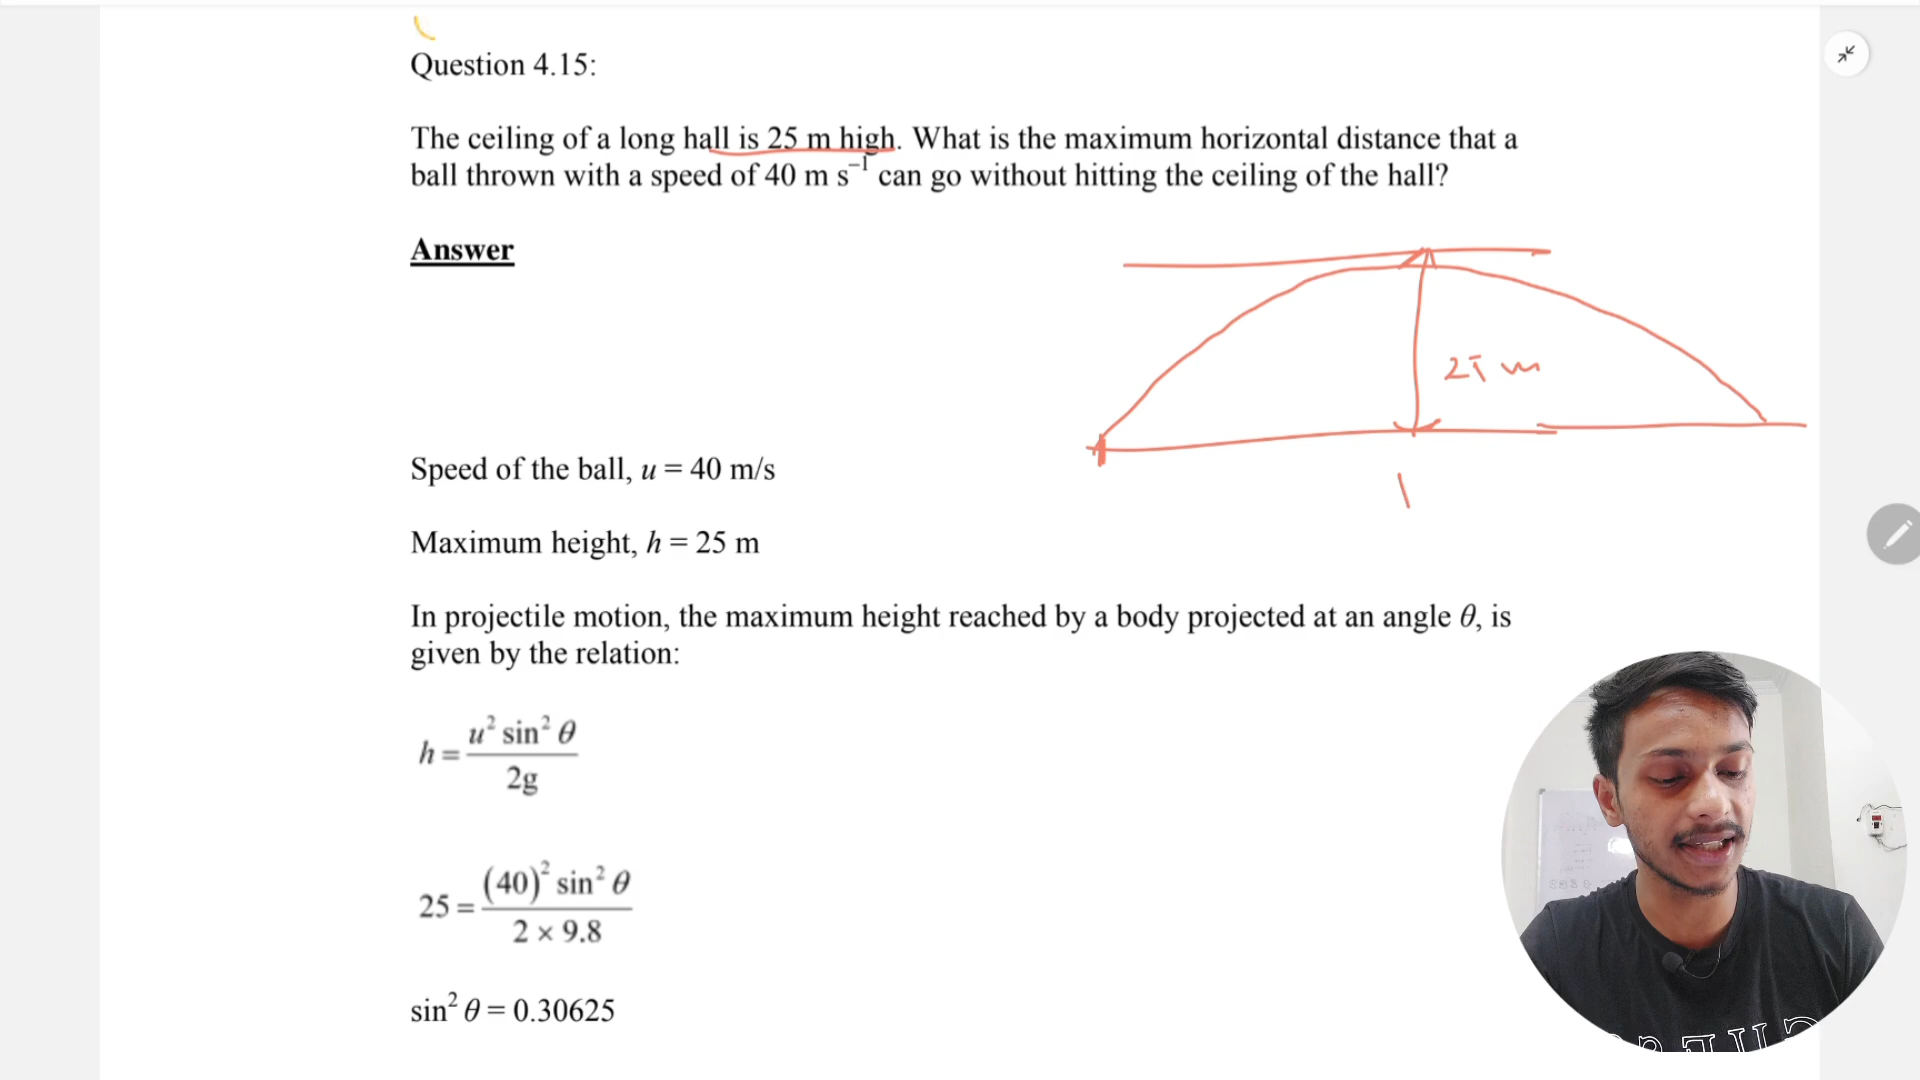 Question 4.15:
The ceiling of a long hall is 25 m high. What is the maximum horizontal distance that a
ball thrown with a speed of 40 m s⁻¹ can go without hitting the ceiling of the hall?
Answer
25 m
Speed of the ball, u = 40 m/s
Maximum height, h = 25 m
In projectile motion, the maximum height reached by a body projected at an angle θ, is
given by the relation:
h = u² sin² θ / 2g
25 = (40)² sin² θ / 2 × 9.8
sin² θ = 0.30625